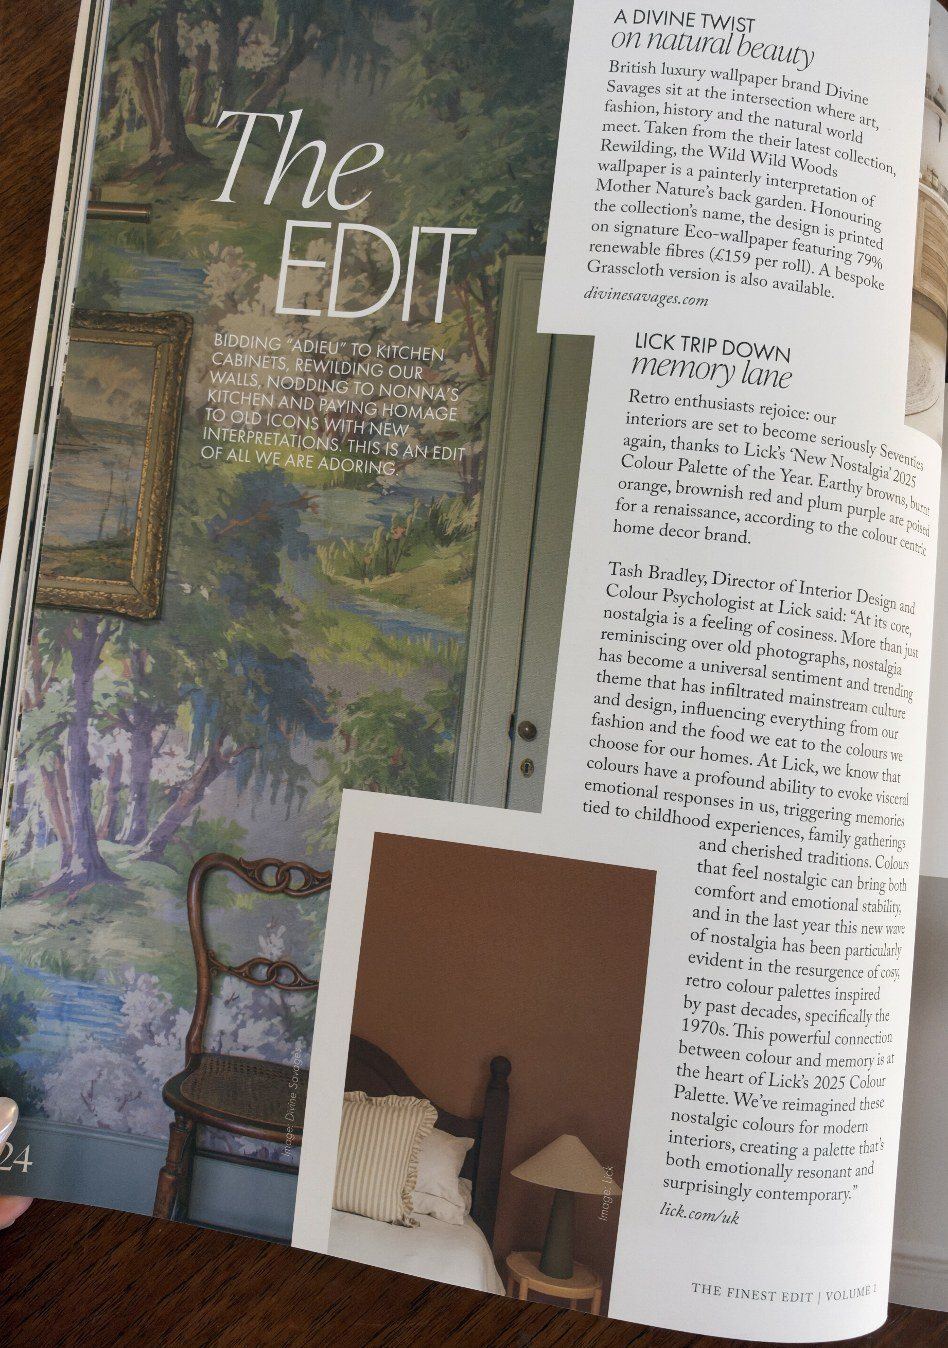 The
EDIT
BIDDING “ADIEU” TO KITCHEN
CABINETS, REWILDING OUR
WALLS, NODDING TO NONNA’S
KITCHEN AND PAYING HOMAGE
TO OLD ICONS WITH NEW
INTERPRETATIONS. THIS IS AN EDIT
OF ALL WE ARE ADORING.
A DIVINE TWIST
on natural beauty
British luxury wallpaper brand Divine
Savages sit at the intersection where art,
fashion, history and the natural world
meet. Taken from the their latest collection,
Rewilding, the Wild Wild Woods
wallpaper is a painterly interpretation of
Mother Nature’s back garden. Honouring
the collection’s name, the design is printed
on signature Eco-wallpaper featuring 79%
renewable fibres (£159 per roll). A bespoke
Grasscloth version is also available.
divinesavages.com
LICK TRIP DOWN
memory lane
Retro enthusiasts rejoice: our
interiors are set to become seriously Seventies
again, thanks to Lick’s ‘New Nostalgia’ 2025
Colour Palette of the Year. Earthy browns, burnt
orange, brownish red and plum purple are poised
for a renaissance, according to the colour centric
home decor brand.
Tash Bradley, Director of Interior Design and
Colour Psychologist at Lick said: “At its core,
nostalgia is a feeling of cosiness. More than just
reminiscing over old photographs, nostalgia
has become a universal sentiment and trending
theme that has infiltrated mainstream culture
and design, influencing everything from our
fashion and the food we eat to the colours we
choose for our homes. At Lick, we know that
colours have a profound ability to evoke visceral
emotional responses in us, triggering memories
tied to childhood experiences, family gatherings
and cherished traditions. Colours
that feel nostalgic can bring both
comfort and emotional stability,
and in the last year this new wave
of nostalgia has been particularly
evident in the resurgence of cosy,
retro colour palettes inspired
by past decades, specifically the
1970s. This powerful connection
between colour and memory is at
the heart of Lick’s 2025 Colour
Palette. We’ve reimagined these
nostalgic colours for modern
interiors, creating a palette that’s
both emotionally resonant and
surprisingly contemporary.”
lick.com/uk
Image: Divine Savages
Image: Lick
24
THE FINEST EDIT | VOLUME 1